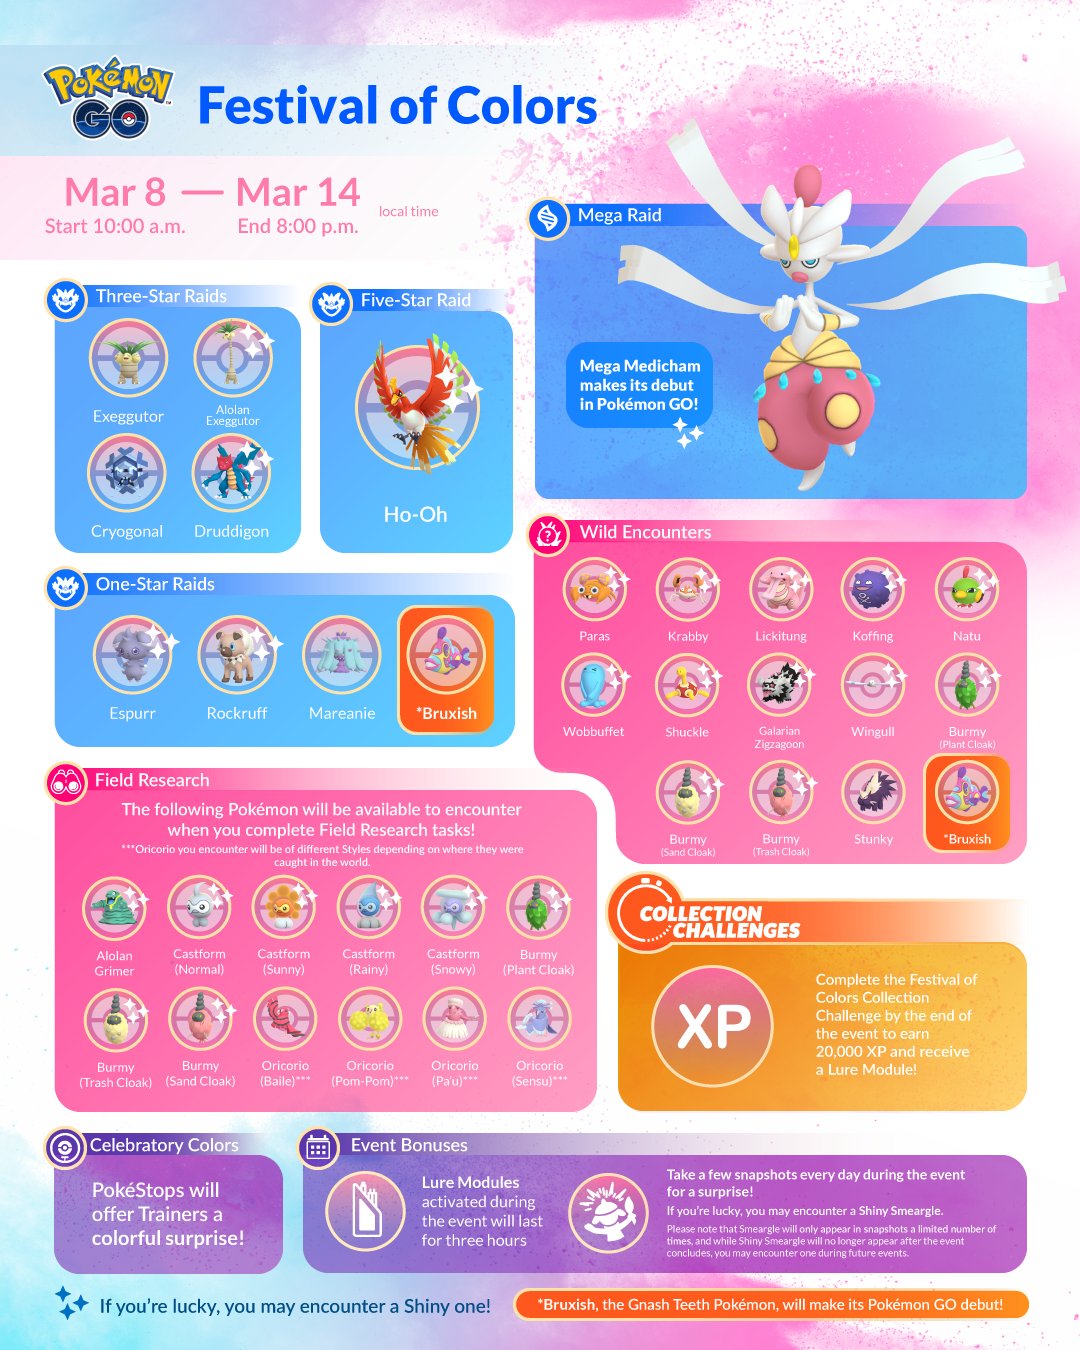 POKÉMON
GO
Festival of Colors
Mar 8 — Mar 14
Start 10:00 a.m.
End 8:00 p.m.
local time
Mega Raid
Mega Medicham
makes its debut
in Pokémon GO!
Three-Star Raids
Exeggutor
Alolan
Exeggutor
Cryogonal
Druddigon
Five-Star Raid
Ho-Oh
One-Star Raids
Espurr
Rockruff
Mareanie
*Bruxish
Wild Encounters
Paras
Krabby
Lickitung
Koffing
Natu
Wobbuffet
Shuckle
Galarian
Zigzagoon
Wingull
Burmy
(Plant Cloak)
Burmy
(Sand Cloak)
Burmy
(Trash Cloak)
Stunky
*Bruxish
Field Research
The following Pokémon will be available to encounter
when you complete Field Research tasks!
***Oricorio you encounter will be of different Styles depending on where they were
caught in the world.
Alolan
Grimer
Castform
(Normal)
Castform
(Sunny)
Castform
(Rainy)
Castform
(Snowy)
Burmy
(Plant Cloak)
Burmy
(Trash Cloak)
Burmy
(Sand Cloak)
Oricorio
(Baile)***
Oricorio
(Pom-Pom)***
Oricorio
(Pa'u)***
Oricorio
(Sensu)***
COLLECTION
CHALLENGES
XP
Complete the Festival of
Colors Collection
Challenge by the end of
the event to earn
20,000 XP and receive
a Lure Module!
Celebratory Colors
PokéStops will
offer Trainers a
colorful surprise!
Event Bonuses
Lure Modules
activated during
the event will last
for three hours
Take a few snapshots every day during the event
for a surprise!
If you're lucky, you may encounter a Shiny Smeargle.
Please note that Smeargle will only appear in snapshots a limited number of
times, and while Shiny Smeargle will no longer appear after the event
concludes, you may encounter one during future events.
If you're lucky, you may encounter a Shiny one!
*Bruxish, the Gnash Teeth Pokémon, will make its Pokémon GO debut!